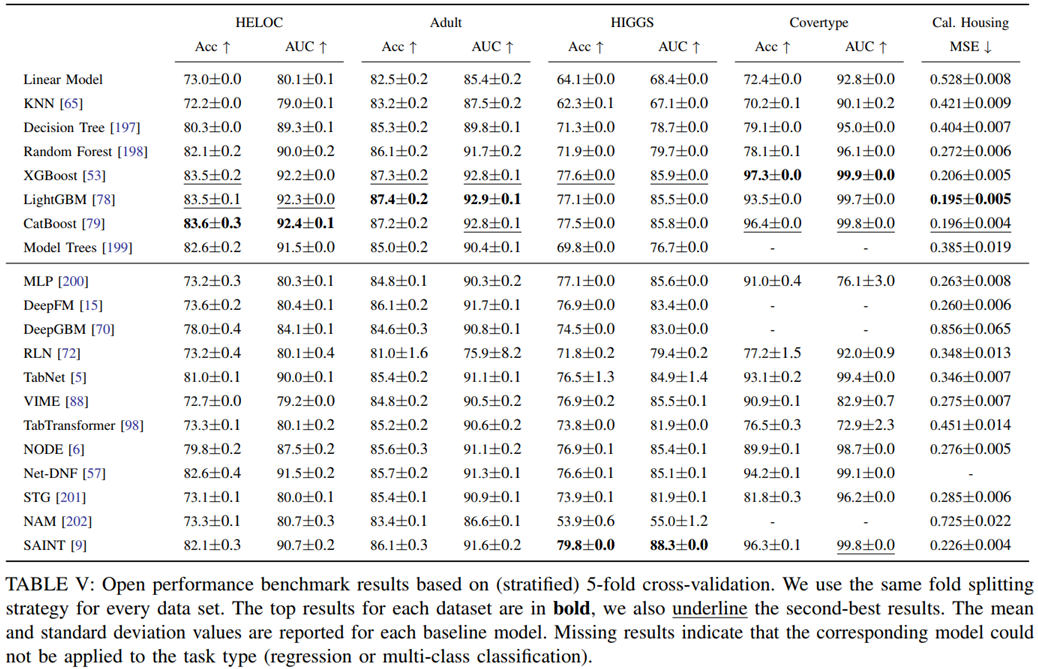 HELOC Adult HIGGS Covertype Cal. Housing
Acc ↑ AUC ↑ Acc ↑ AUC ↑ Acc ↑ AUC ↑ Acc ↑ AUC ↑ MSE ↓
Linear Model 73.0±0.0 80.1±0.1 82.5±0.2 85.4±0.2 64.1±0.0 68.4±0.0 72.4±0.0 92.8±0.0 0.528±0.008
KNN [65] 72.2±0.0 79.0±0.1 83.2±0.2 87.5±0.2 62.3±0.1 67.1±0.0 70.2±0.1 90.1±0.2 0.421±0.009
Decision Tree [197] 80.3±0.0 89.3±0.1 85.3±0.2 89.8±0.1 71.3±0.0 78.7±0.0 79.1±0.0 95.0±0.0 0.404±0.007
Random Forest [198] 82.1±0.2 90.0±0.2 86.1±0.2 91.7±0.2 71.9±0.0 79.7±0.0 78.1±0.1 96.1±0.0 0.272±0.006
XGBoost [53] 83.5±0.2 92.2±0.0 87.3±0.2 92.8±0.1 77.6±0.0 85.9±0.0 97.3±0.0 99.9±0.0 0.206±0.005
LightGBM [78] 83.5±0.1 92.3±0.0 87.4±0.2 92.9±0.1 77.1±0.0 85.5±0.0 93.5±0.0 99.7±0.0 0.195±0.005
CatBoost [79] 83.6±0.3 92.4±0.1 87.2±0.2 92.8±0.1 77.5±0.0 85.8±0.0 96.4±0.0 99.8±0.0 0.196±0.004
Model Trees [199] 82.6±0.2 91.5±0.0 85.0±0.2 90.4±0.1 69.8±0.0 76.7±0.0 - - 0.385±0.019
MLP [200] 73.2±0.3 80.3±0.1 84.8±0.1 90.3±0.2 77.1±0.0 85.6±0.0 91.0±0.4 76.1±3.0 0.263±0.008
DeepFM [15] 73.6±0.2 80.4±0.1 86.1±0.2 91.7±0.1 76.9±0.0 83.4±0.0 - - 0.260±0.006
DeepGBM [70] 78.0±0.4 84.1±0.1 84.6±0.3 90.8±0.1 74.5±0.0 83.0±0.0 - - 0.856±0.065
RLN [72] 73.2±0.4 80.1±0.4 81.0±1.6 75.9±8.2 71.8±0.2 79.4±0.2 77.2±1.5 92.0±0.9 0.348±0.013
TabNet [5] 81.0±0.1 90.0±0.1 85.4±0.2 91.1±0.1 76.5±1.3 84.9±1.4 93.1±0.2 99.4±0.0 0.346±0.007
VIME [88] 72.7±0.0 79.2±0.0 84.8±0.2 90.5±0.2 76.9±0.2 85.5±0.1 90.9±0.1 82.9±0.7 0.275±0.007
TabTransformer [98] 73.3±0.1 80.1±0.2 85.2±0.2 90.6±0.2 73.8±0.0 81.9±0.0 76.5±0.3 72.9±2.3 0.451±0.014
NODE [6] 79.8±0.2 87.5±0.2 85.6±0.3 91.1±0.2 76.9±0.1 85.4±0.1 89.9±0.1 98.7±0.0 0.276±0.005
Net-DNF [57] 82.6±0.4 91.5±0.2 85.7±0.2 91.3±0.1 76.6±0.1 85.1±0.1 94.2±0.1 99.1±0.0 -
STG [201] 73.1±0.1 80.0±0.1 85.4±0.1 90.9±0.1 73.9±0.1 81.9±0.1 81.8±0.3 96.2±0.0 0.285±0.006
NAM [202] 73.3±0.1 80.7±0.3 83.4±0.1 86.6±0.1 53.9±0.6 55.0±1.2 - - 0.725±0.022
SAINT [9] 82.1±0.3 90.7±0.2 86.1±0.3 91.6±0.2 79.8±0.0 88.3±0.0 96.3±0.1 99.8±0.0 0.226±0.004
TABLE V: Open performance benchmark results based on (stratified) 5-fold cross-validation. We use the same fold splitting
strategy for every data set. The top results for each dataset are in bold, we also underline the second-best results. The mean
and standard deviation values are reported for each baseline model. Missing results indicate that the corresponding model could
not be applied to the task type (regression or multi-class classification).